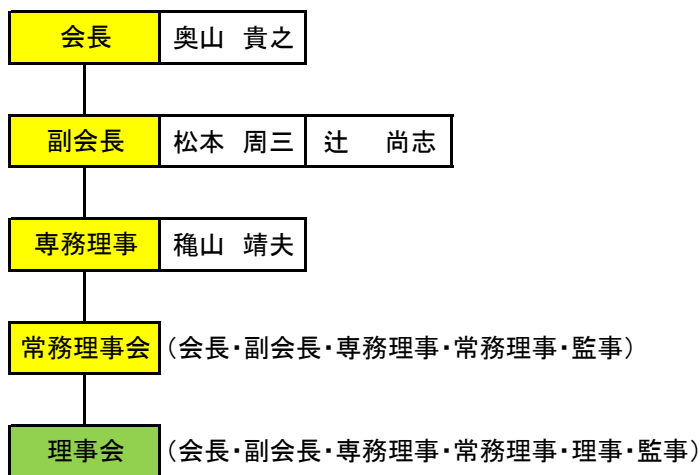 会長 奥山 貴之
副会長 松本 周三 辻 尚志
専務理事 穐山 靖夫
常務理事会 (会長・副会長・専務理事・常務理事・監事)
理事会 (会長・副会長・専務理事・常務理事・理事・監事)